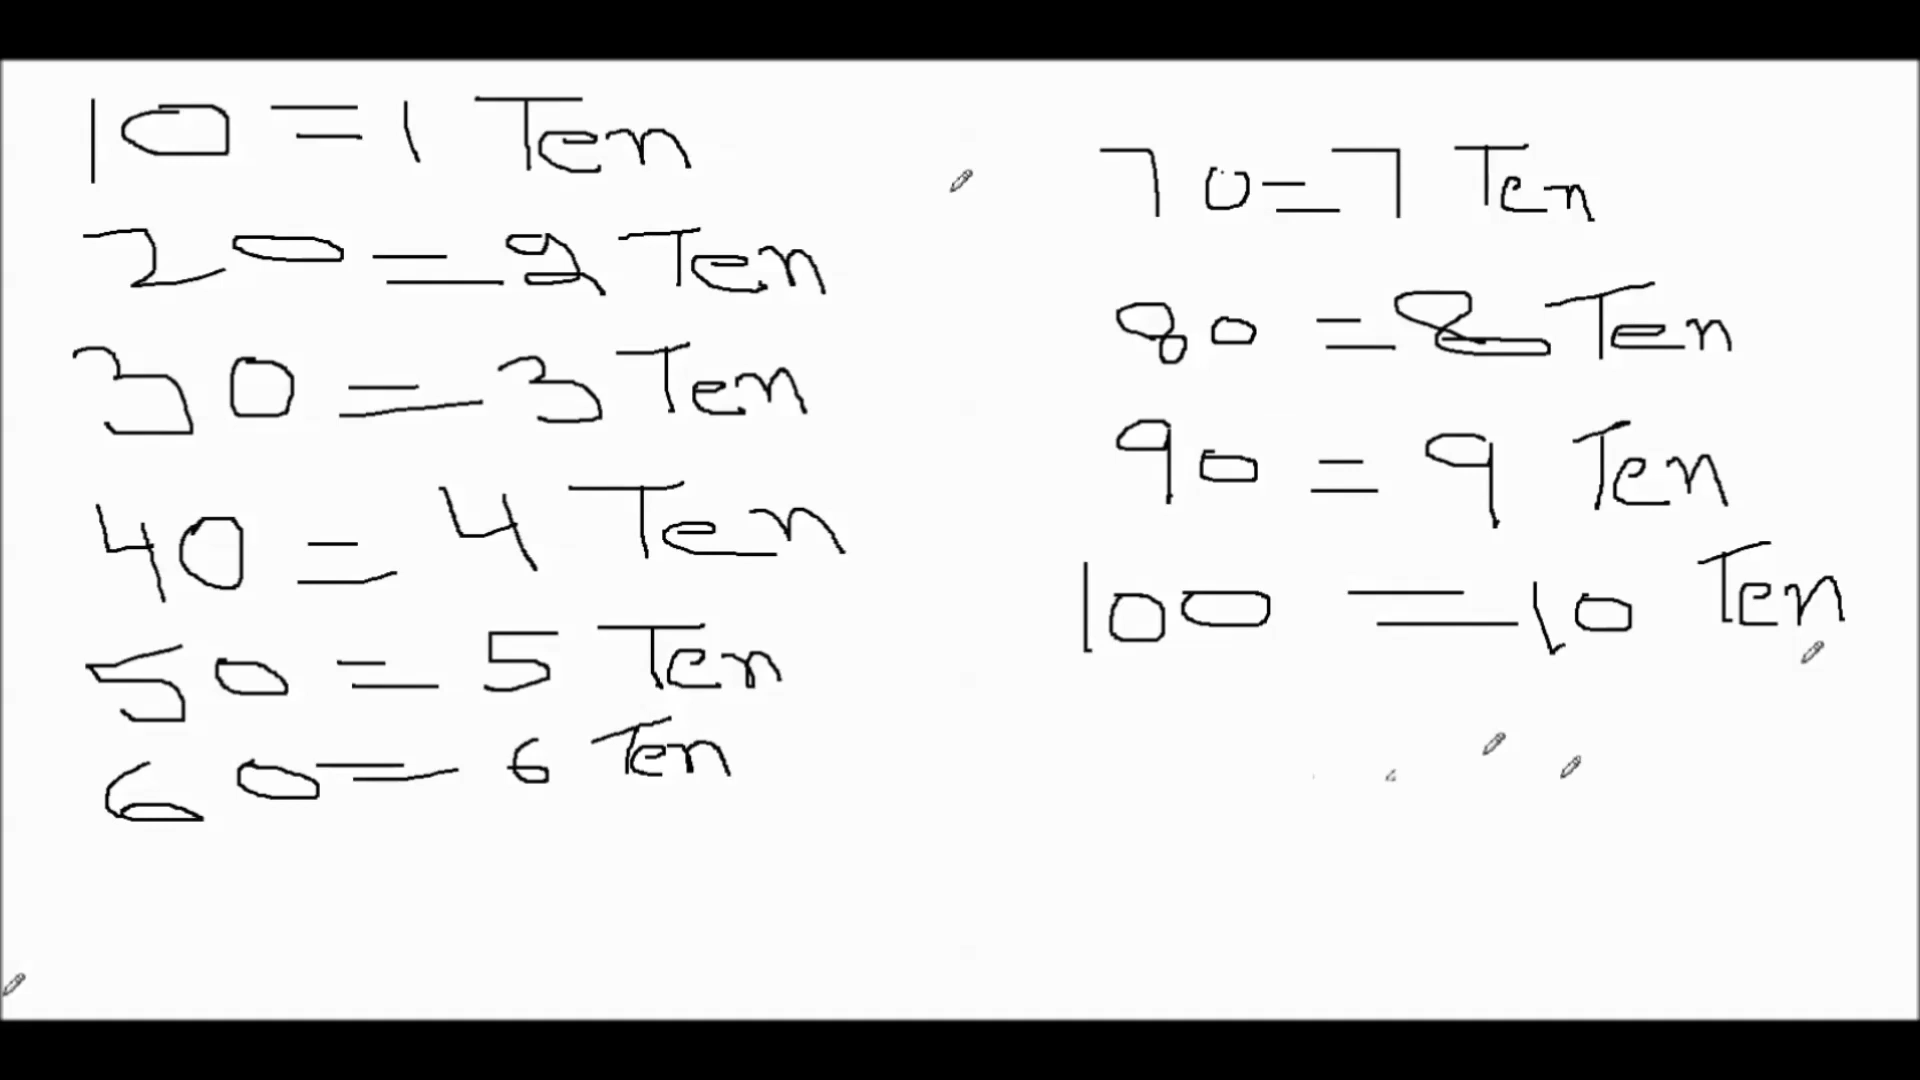 10 = 1 Ten
20 = 2 Ten
30 = 3 Ten
40 = 4 Ten
50 = 5 Ten
60 = 6 Ten
70 = 7 Ten
80 = 8 Ten
90 = 9 Ten
100 = 10 Ten